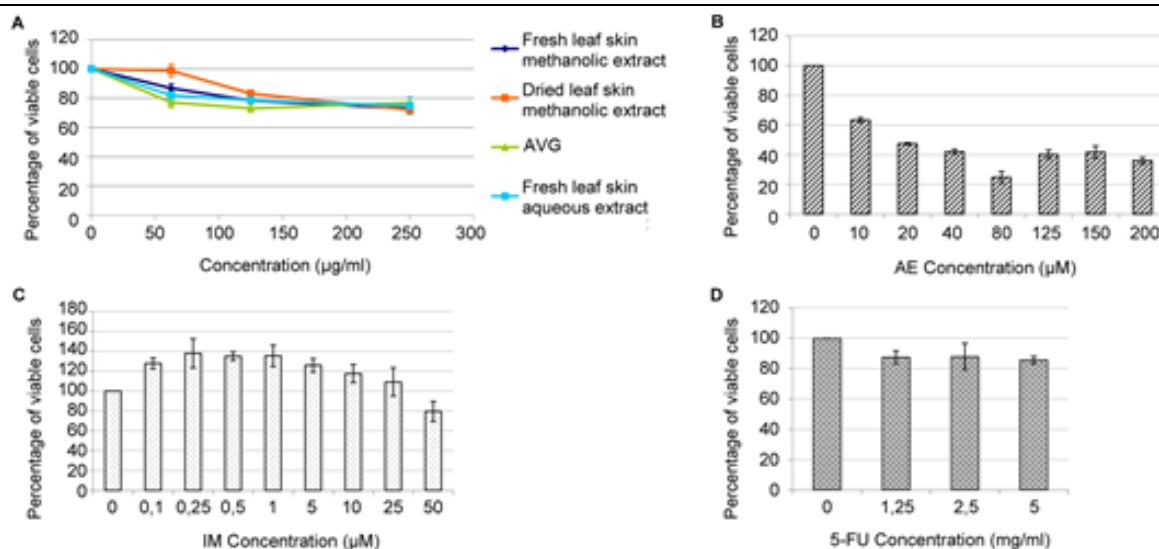 A
Percentage of viable cells
120
100
80
60
40
20
0
0 50 100 150 200 250 300
Concentration (µg/ml)
Fresh leaf skin
methanolic extract
Dried leaf skin
methanolic extract
AVG
Fresh leaf skin
aqueous extract
B
Percentage of viable cells
120
100
80
60
40
20
0
0 10 20 40 80 125 150 200
AE Concentration (µM)
C
Percentage of viable cells
180
160
140
120
100
80
60
40
20
0
0 0,1 0,25 0,5 1 5 10 25 50
IM Concentration (µM)
D
Percentage of viable cells
120
100
80
60
40
20
0
0 1,25 2,5 5
5-FU Concentration (mg/ml)